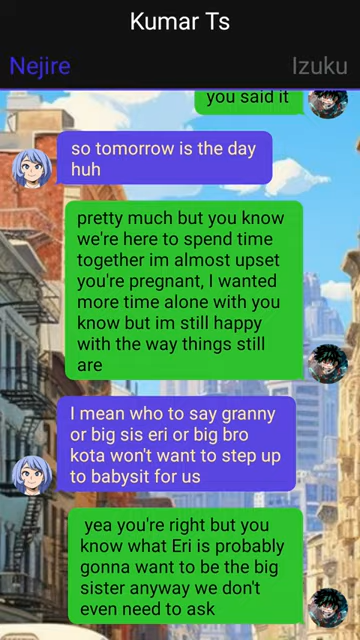 Kumar Ts
Nejire
Izuku
you said it
so tomorrow is the day
huh
pretty much but you know
we're here to spend time
together im almost upset
you're pregnant, I wanted
more time alone with you
know but im still happy
with the way things still
are
I mean who to say granny
or big sis eri or big bro
kota won't want to step up
to babysit for us
yea you're right but you
know what Eri is probably
gonna want to be the big
sister anyway we don't
even need to ask